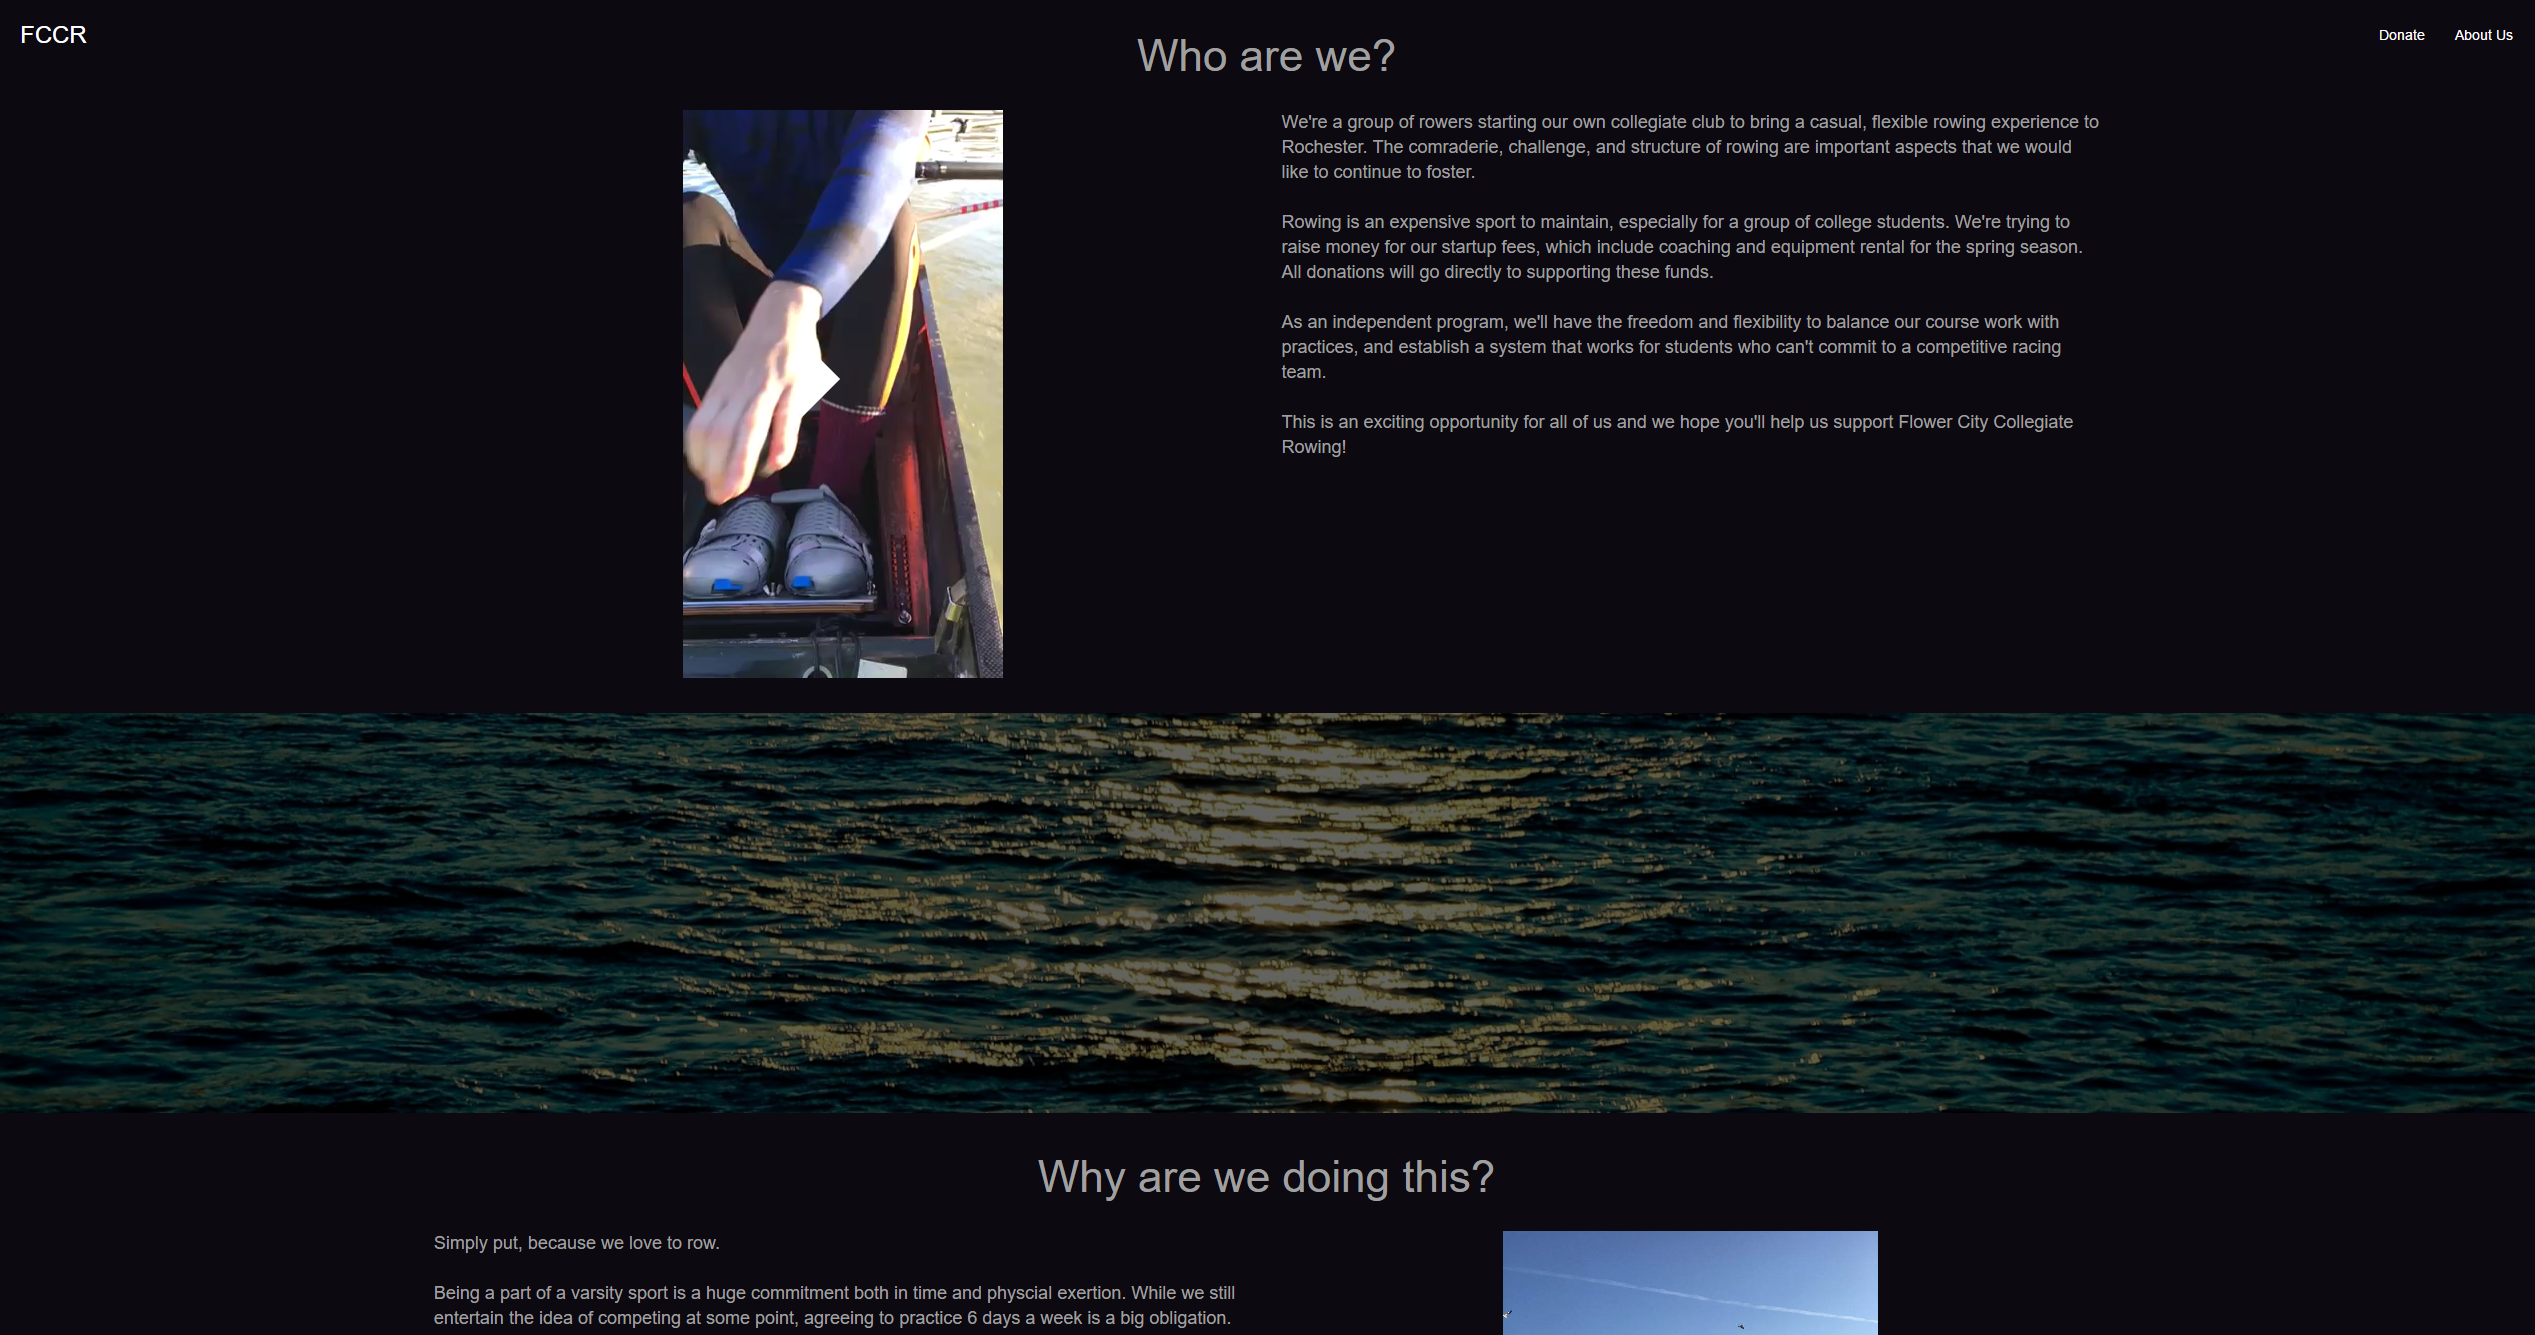 FCCR
Donate
About Us
Who are we?
We're a group of rowers starting our own collegiate club to bring a casual, flexible rowing experience to
Rochester. The comraderie, challenge, and structure of rowing are important aspects that we would
like to continue to foster.
Rowing is an expensive sport to maintain, especially for a group of college students. We're trying to
raise money for our startup fees, which include coaching and equipment rental for the spring season.
All donations will go directly to supporting these funds.
As an independent program, we'll have the freedom and flexibility to balance our course work with
practices, and establish a system that works for students who can't commit to a competitive racing
team.
This is an exciting opportunity for all of us and we hope you'll help us support Flower City Collegiate
Rowing!
Why are we doing this?
Simply put, because we love to row.
Being a part of a varsity sport is a huge commitment both in time and physcial exertion. While we still
entertain the idea of competing at some point, agreeing to practice 6 days a week is a big obligation.